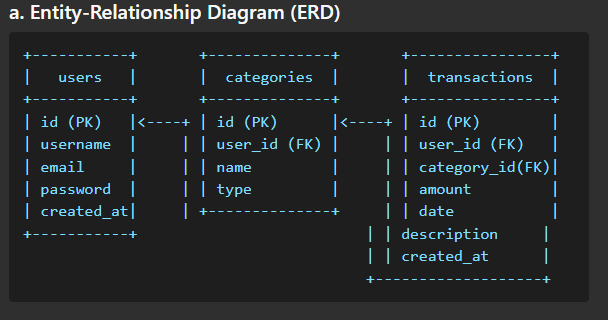 a. Entity-Relationship Diagram (ERD)
+-----------+       +--------------+       +----------------+
|   users   |       |  categories  |       |  transactions  |
+-----------+       +--------------+       +----------------+
| id (PK)   |<----+ | id (PK)      |<----+ | id (PK)        |
| username  |     | | user_id (FK) |     | | user_id (FK)   |
| email     |     | | name         |     | | category_id(FK)|
| password  |     | | type         |     | | amount         |
| created_at|     | +--------------+     | | date           |
+-----------+                          | | description     |
                                       | | created_at      |
                                       +-------------------+